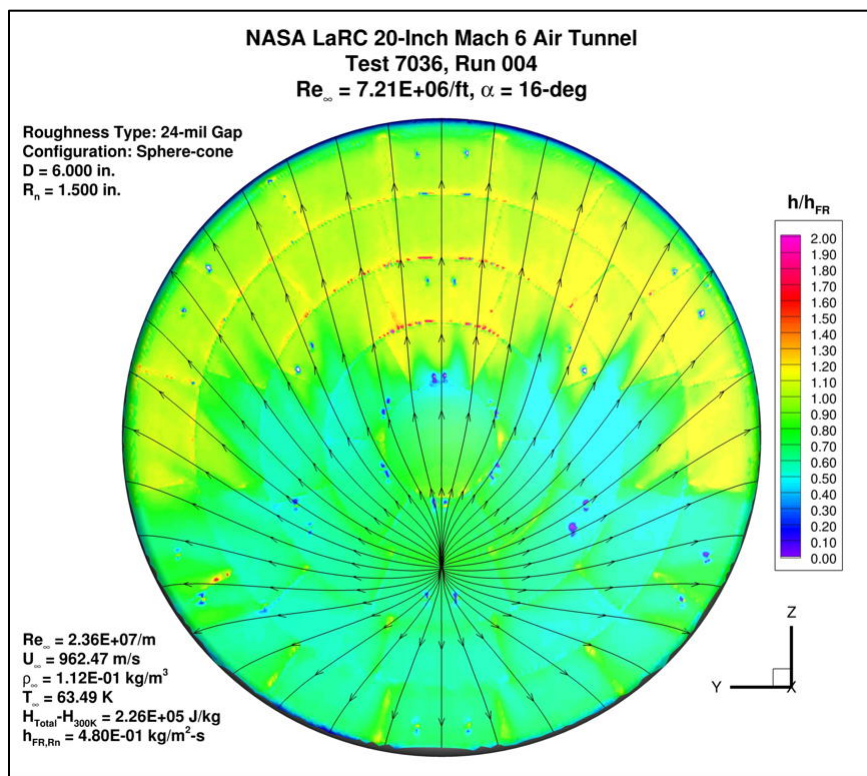 NASA LaRC 20-Inch Mach 6 Air Tunnel
Test 7036, Run 004
Re∞ = 7.21E+06/ft, α = 16-deg
Roughness Type: 24-mil Gap
Configuration: Sphere-cone
D = 6.000 in.
Rn = 1.500 in.
h/hFR
2.00
1.90
1.80
1.70
1.60
1.50
1.40
1.30
1.20
1.10
1.00
0.90
0.80
0.70
0.60
0.50
0.40
0.30
0.20
0.10
0.00
Z
Y
X
Re∞ = 2.36E+07/m
U∞ = 962.47 m/s
ρ∞ = 1.12E-01 kg/m³
T∞ = 63.49 K
HTotal-H300K = 2.26E+05 J/kg
hFR,Rn = 4.80E-01 kg/m²-s